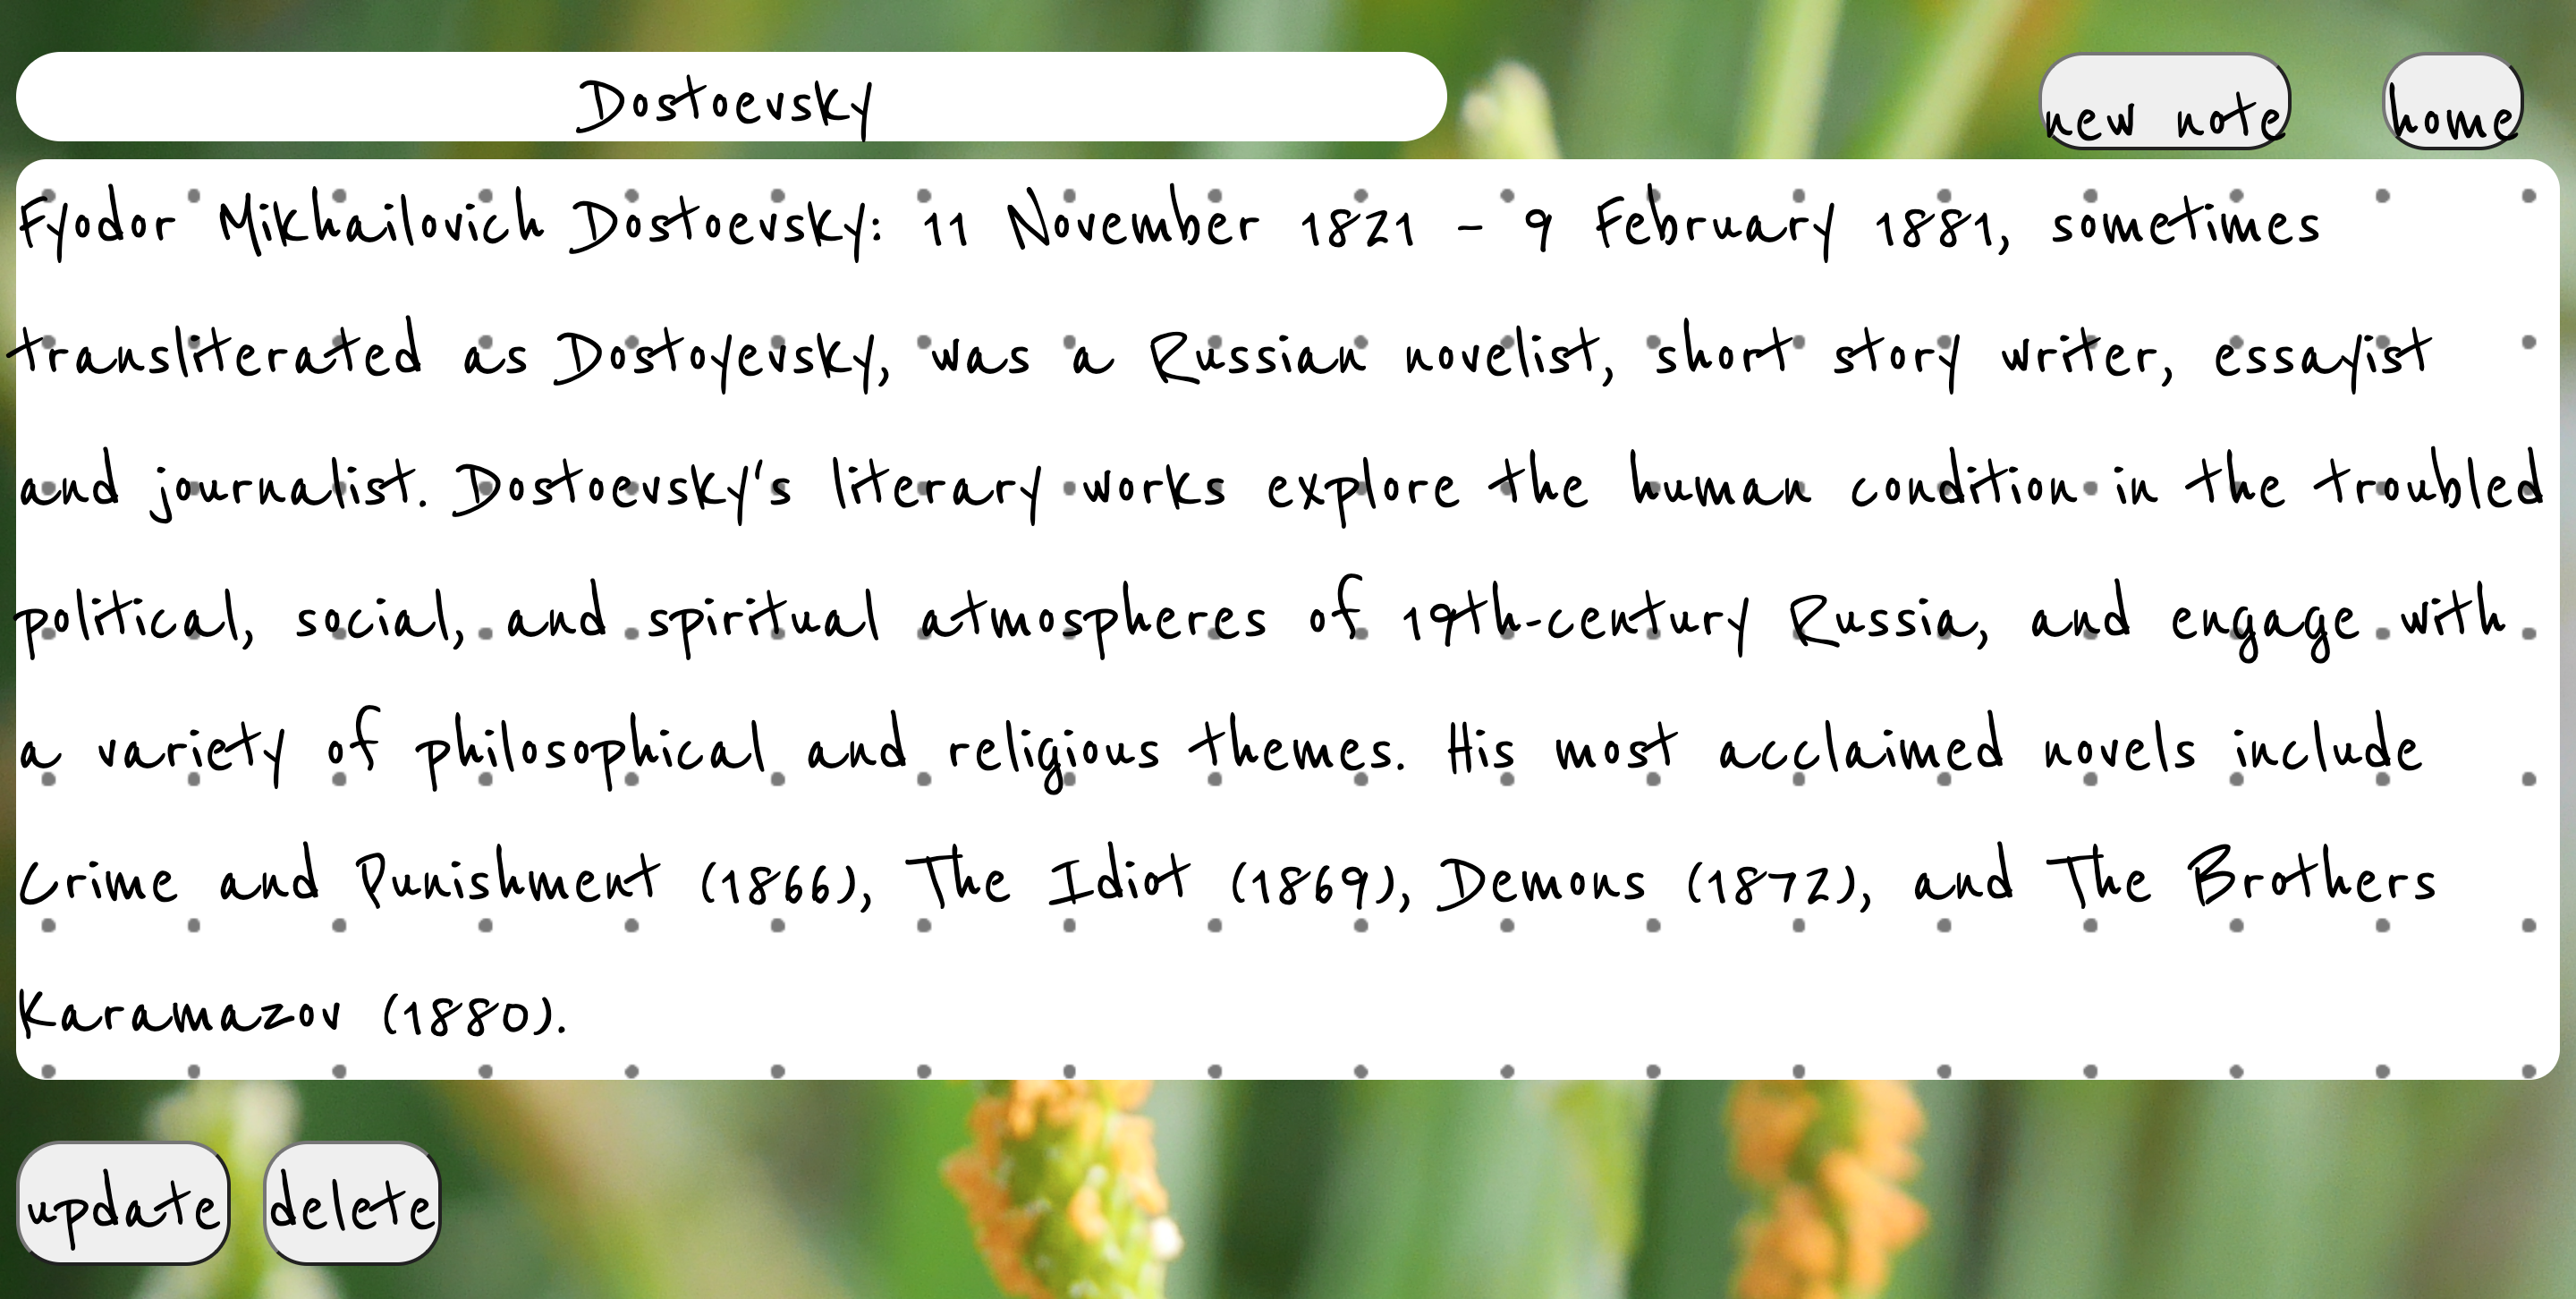 Dostoevsky
new note
home
Fyodor Mikhailovich Dostoevsky: 11 November 1821 – 9 February 1881, sometimes
transliterated as Dostoyevsky, was a Russian novelist, short story writer, essayist
and journalist. Dostoevsky's literary works explore the human condition in the troubled
political, social, and spiritual atmospheres of 19th-century Russia, and engage with
a variety of philosophical and religious themes. His most acclaimed novels include
Crime and Punishment (1866), The Idiot (1869), Demons (1872), and The Brothers
Karamazov (1880).
update
delete